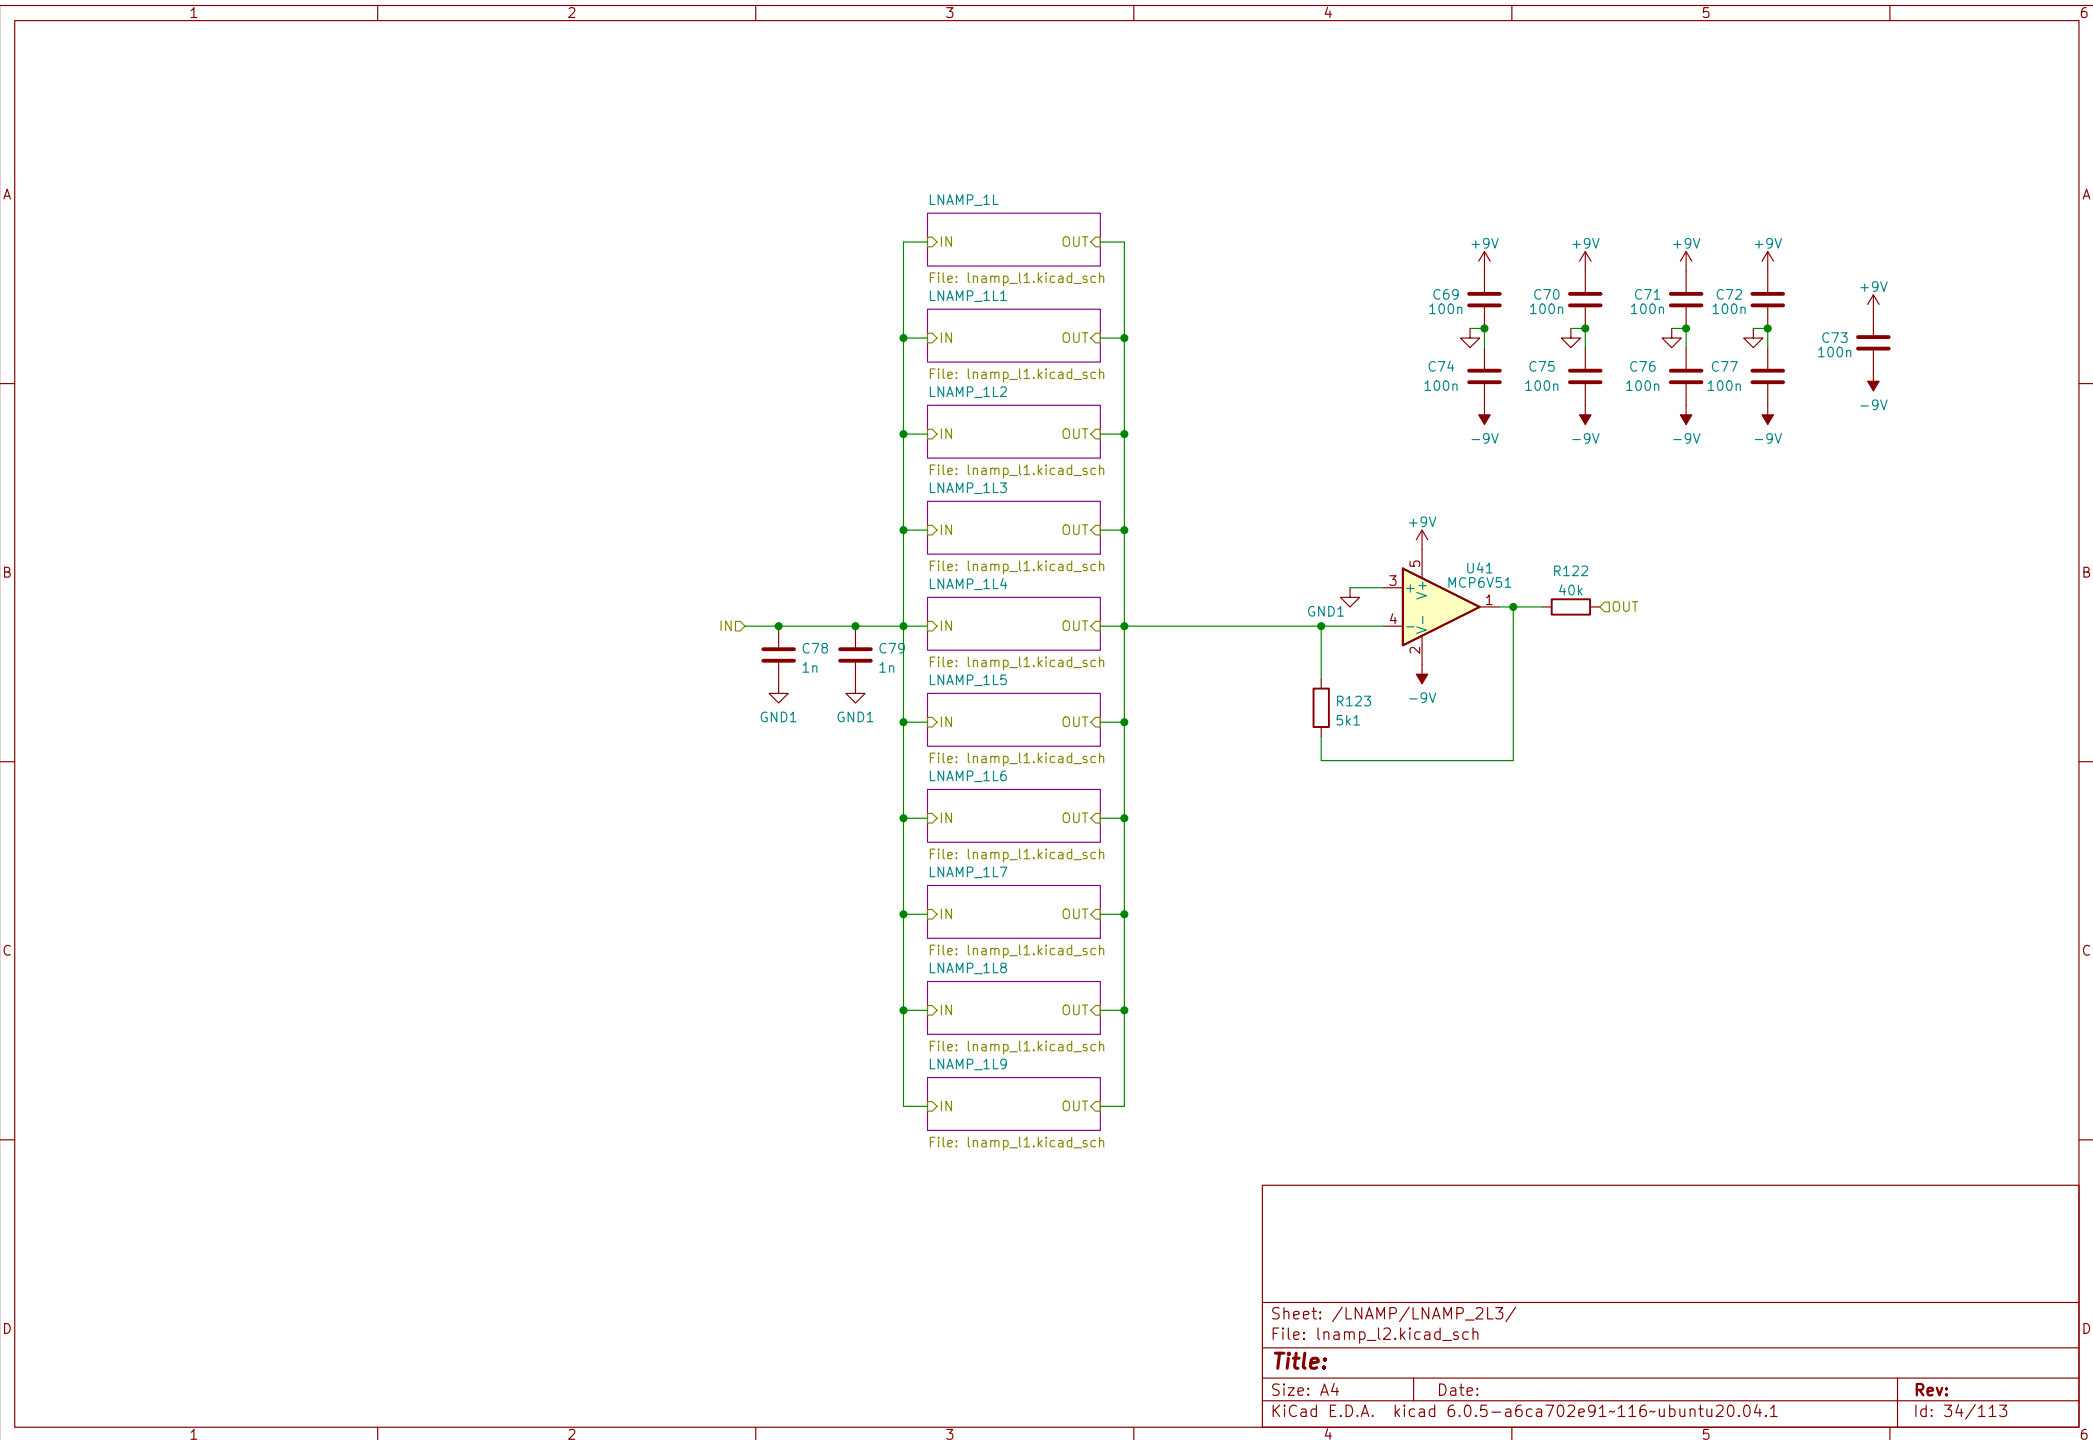 1 2 3 4 5 6
A A
B B
C C
D D
LNAMP_1L
IN OUT
File: lnamp_l1.kicad_sch
LNAMP_1L1
IN OUT
File: lnamp_l1.kicad_sch
LNAMP_1L2
IN OUT
File: lnamp_l1.kicad_sch
LNAMP_1L3
IN OUT
File: lnamp_l1.kicad_sch
LNAMP_1L4
IN OUT
File: lnamp_l1.kicad_sch
LNAMP_1L5
IN OUT
File: lnamp_l1.kicad_sch
LNAMP_1L6
IN OUT
File: lnamp_l1.kicad_sch
LNAMP_1L7
IN OUT
File: lnamp_l1.kicad_sch
LNAMP_1L8
IN OUT
File: lnamp_l1.kicad_sch
LNAMP_1L9
IN OUT
File: lnamp_l1.kicad_sch
IN
C78
1n
GND1
C79
1n
GND1
+9V +9V +9V +9V
C69 C70 C71 C72
100n 100n 100n 100n
C74 C75 C76 C77
100n 100n 100n 100n
-9V -9V -9V -9V
+9V
C73
100n
-9V
+9V
5
U41
MCP6V51
3 + V+
1
4 - V-
2
-9V
GND1
R122
40k
OUT
R123
5k1
Sheet: /LNAMP/LNAMP_2L3/
File: lnamp_l2.kicad_sch
Title:
Size: A4 Date: Rev:
KiCad E.D.A. kicad 6.0.5-a6ca702e91~116~ubuntu20.04.1 Id: 34/113
1 2 3 4 5 6